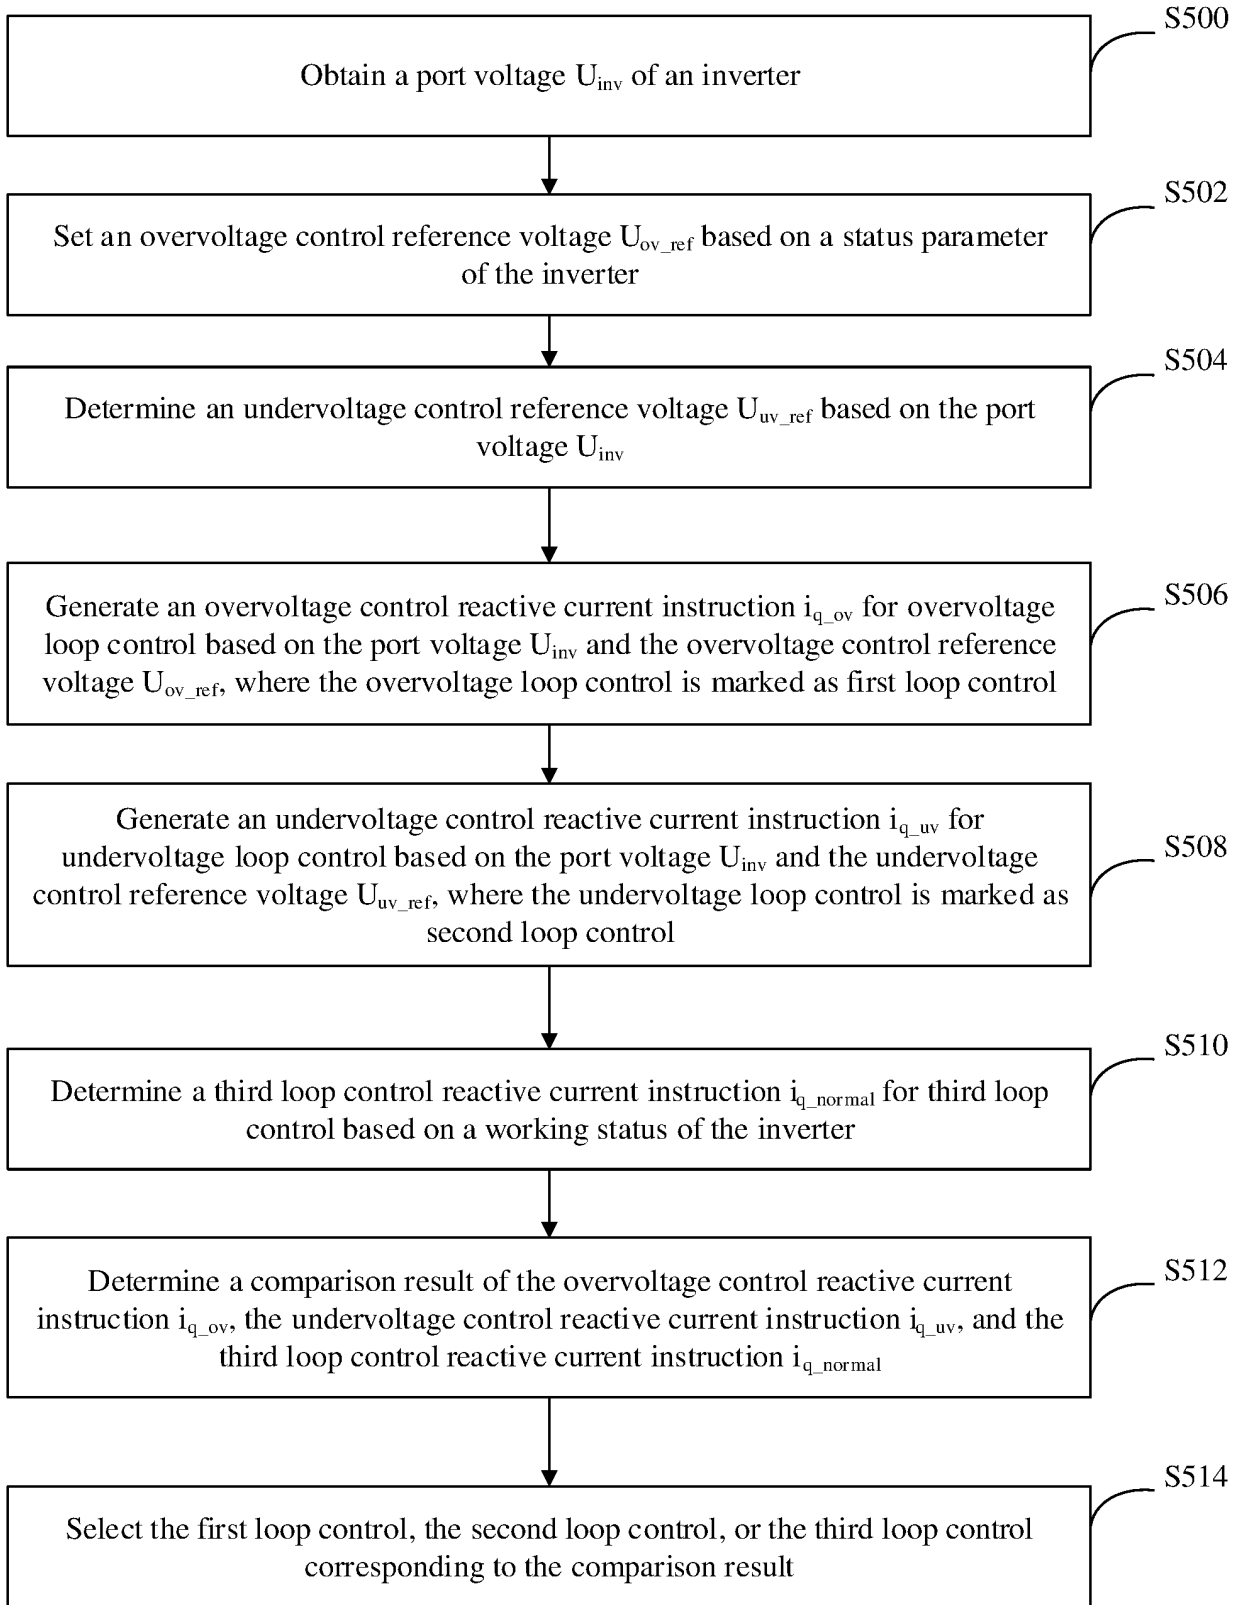 S500
Obtain a port voltage U_inv of an inverter
S502
Set an overvoltage control reference voltage U_ov_ref based on a status parameter
of the inverter
S504
Determine an undervoltage control reference voltage U_uv_ref based on the port
voltage U_inv
S506
Generate an overvoltage control reactive current instruction i_q_ov for overvoltage
loop control based on the port voltage U_inv and the overvoltage control reference
voltage U_ov_ref, where the overvoltage loop control is marked as first loop control
S508
Generate an undervoltage control reactive current instruction i_q_uv for
undervoltage loop control based on the port voltage U_inv and the undervoltage
control reference voltage U_uv_ref, where the undervoltage loop control is marked as
second loop control
S510
Determine a third loop control reactive current instruction i_q_normal for third loop
control based on a working status of the inverter
S512
Determine a comparison result of the overvoltage control reactive current
instruction i_q_ov, the undervoltage control reactive current instruction i_q_uv, and the
third loop control reactive current instruction i_q_normal
S514
Select the first loop control, the second loop control, or the third loop control
corresponding to the comparison result